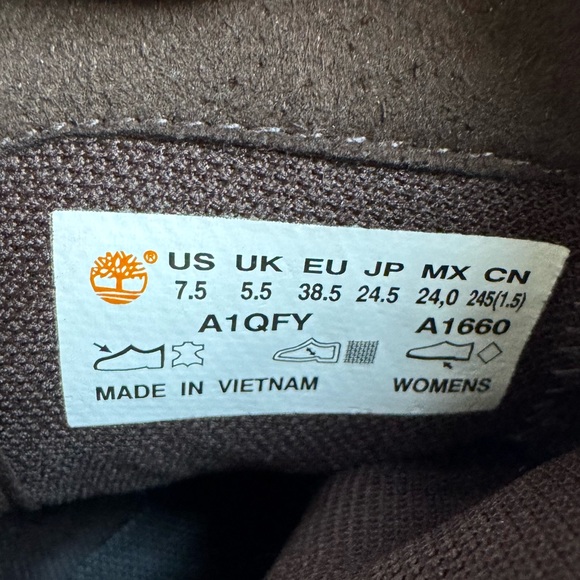 ® US UK EU JP MX CN
7.5 5.5 38.5 24.5 24,0 245(1.5)
A1QFY A1660
MADE IN VIETNAM WOMENS